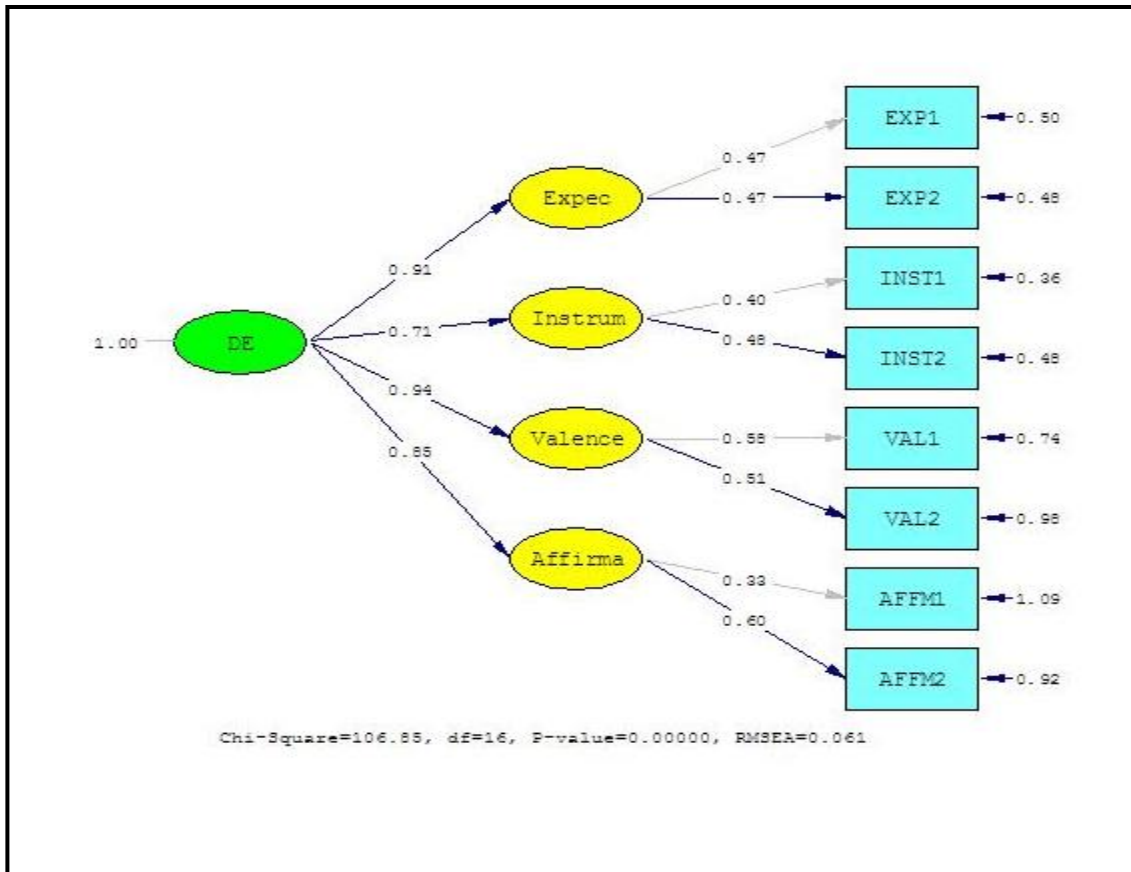 EXP1
0.50
0.47
Expec
0.47
EXP2
0.48
0.91
INST1
0.36
0.40
1.00
DE
0.71
Instrum
0.48
INST2
0.48
0.94
Valence
0.58
VAL1
0.74
0.85
0.51
VAL2
0.98
Affirma
0.33
AFFM1
1.09
0.60
AFFM2
0.92
Chi-Square=106.85, df=16, P-value=0.00000, RMSEA=0.061